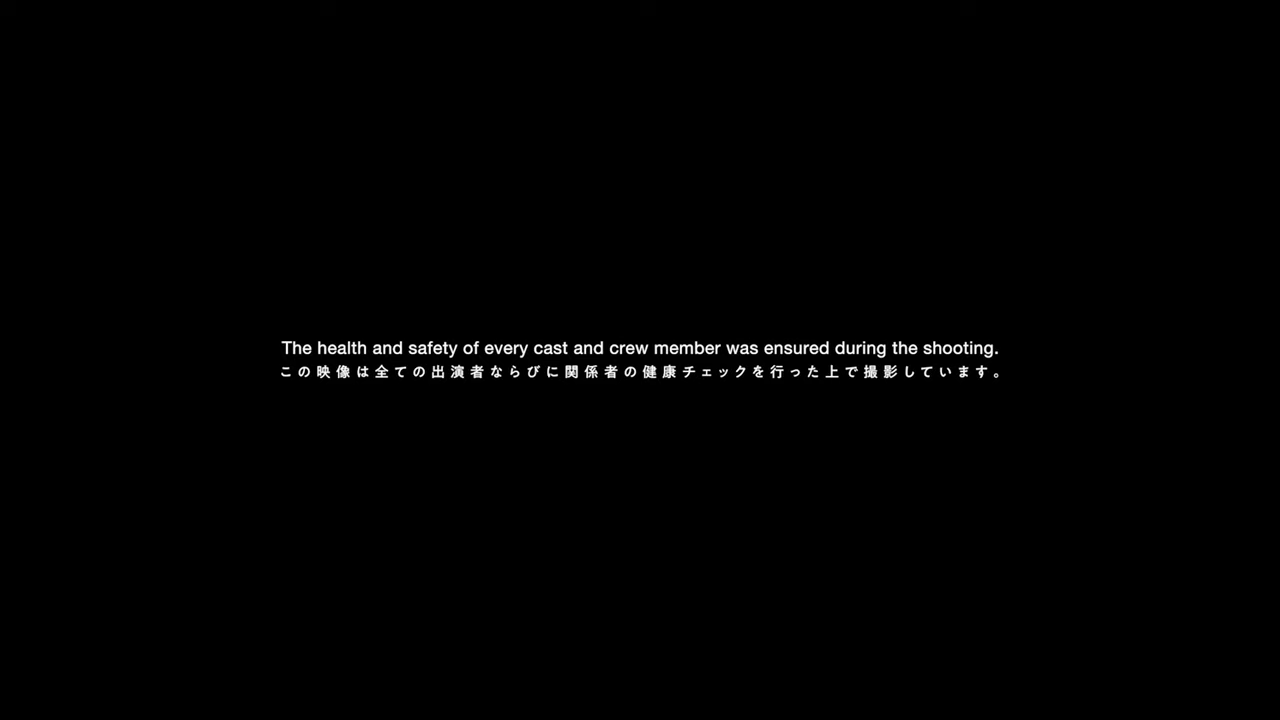 The health and safety of every cast and crew member was ensured during the shooting.
この映像は全ての出演者ならびに関係者の健康チェックを行った上で撮影しています。